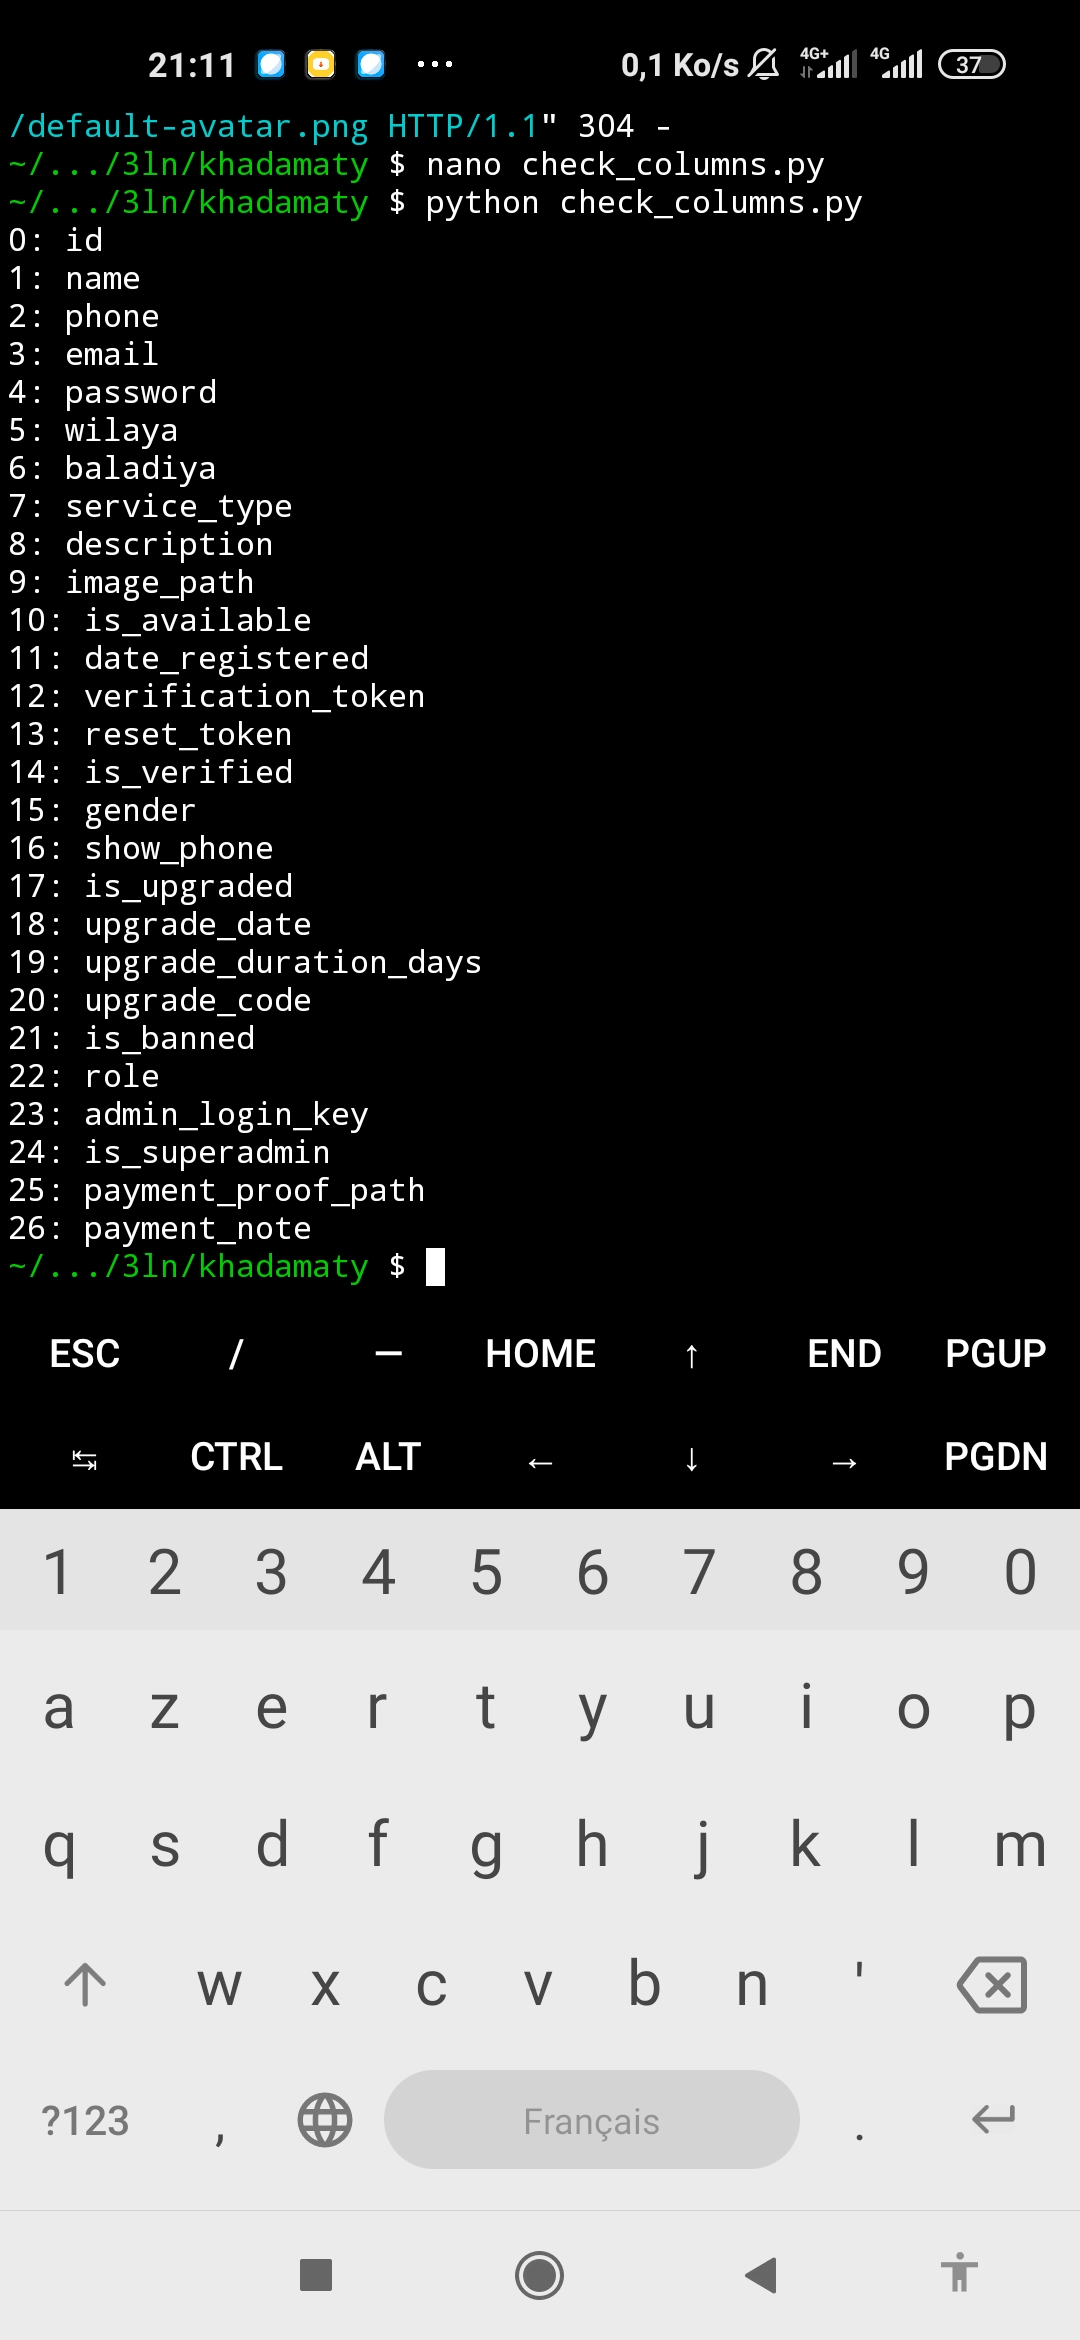 21:11 ... 0,1 Ko/s 4G+ 4G 37
/default-avatar.png HTTP/1.1" 304 -
~/.../3ln/khadamaty $ nano check_columns.py
~/.../3ln/khadamaty $ python check_columns.py
0: id
1: name
2: phone
3: email
4: password
5: wilaya
6: baladiya
7: service_type
8: description
9: image_path
10: is_available
11: date_registered
12: verification_token
13: reset_token
14: is_verified
15: gender
16: show_phone
17: is_upgraded
18: upgrade_date
19: upgrade_duration_days
20: upgrade_code
21: is_banned
22: role
23: admin_login_key
24: is_superadmin
25: payment_proof_path
26: payment_note
~/.../3ln/khadamaty $
ESC / — HOME ↑ END PGUP
↹ CTRL ALT ← ↓ → PGDN
1 2 3 4 5 6 7 8 9 0
a z e r t y u i o p
q s d f g h j k l m
w x c v b n '
?123 , Français .